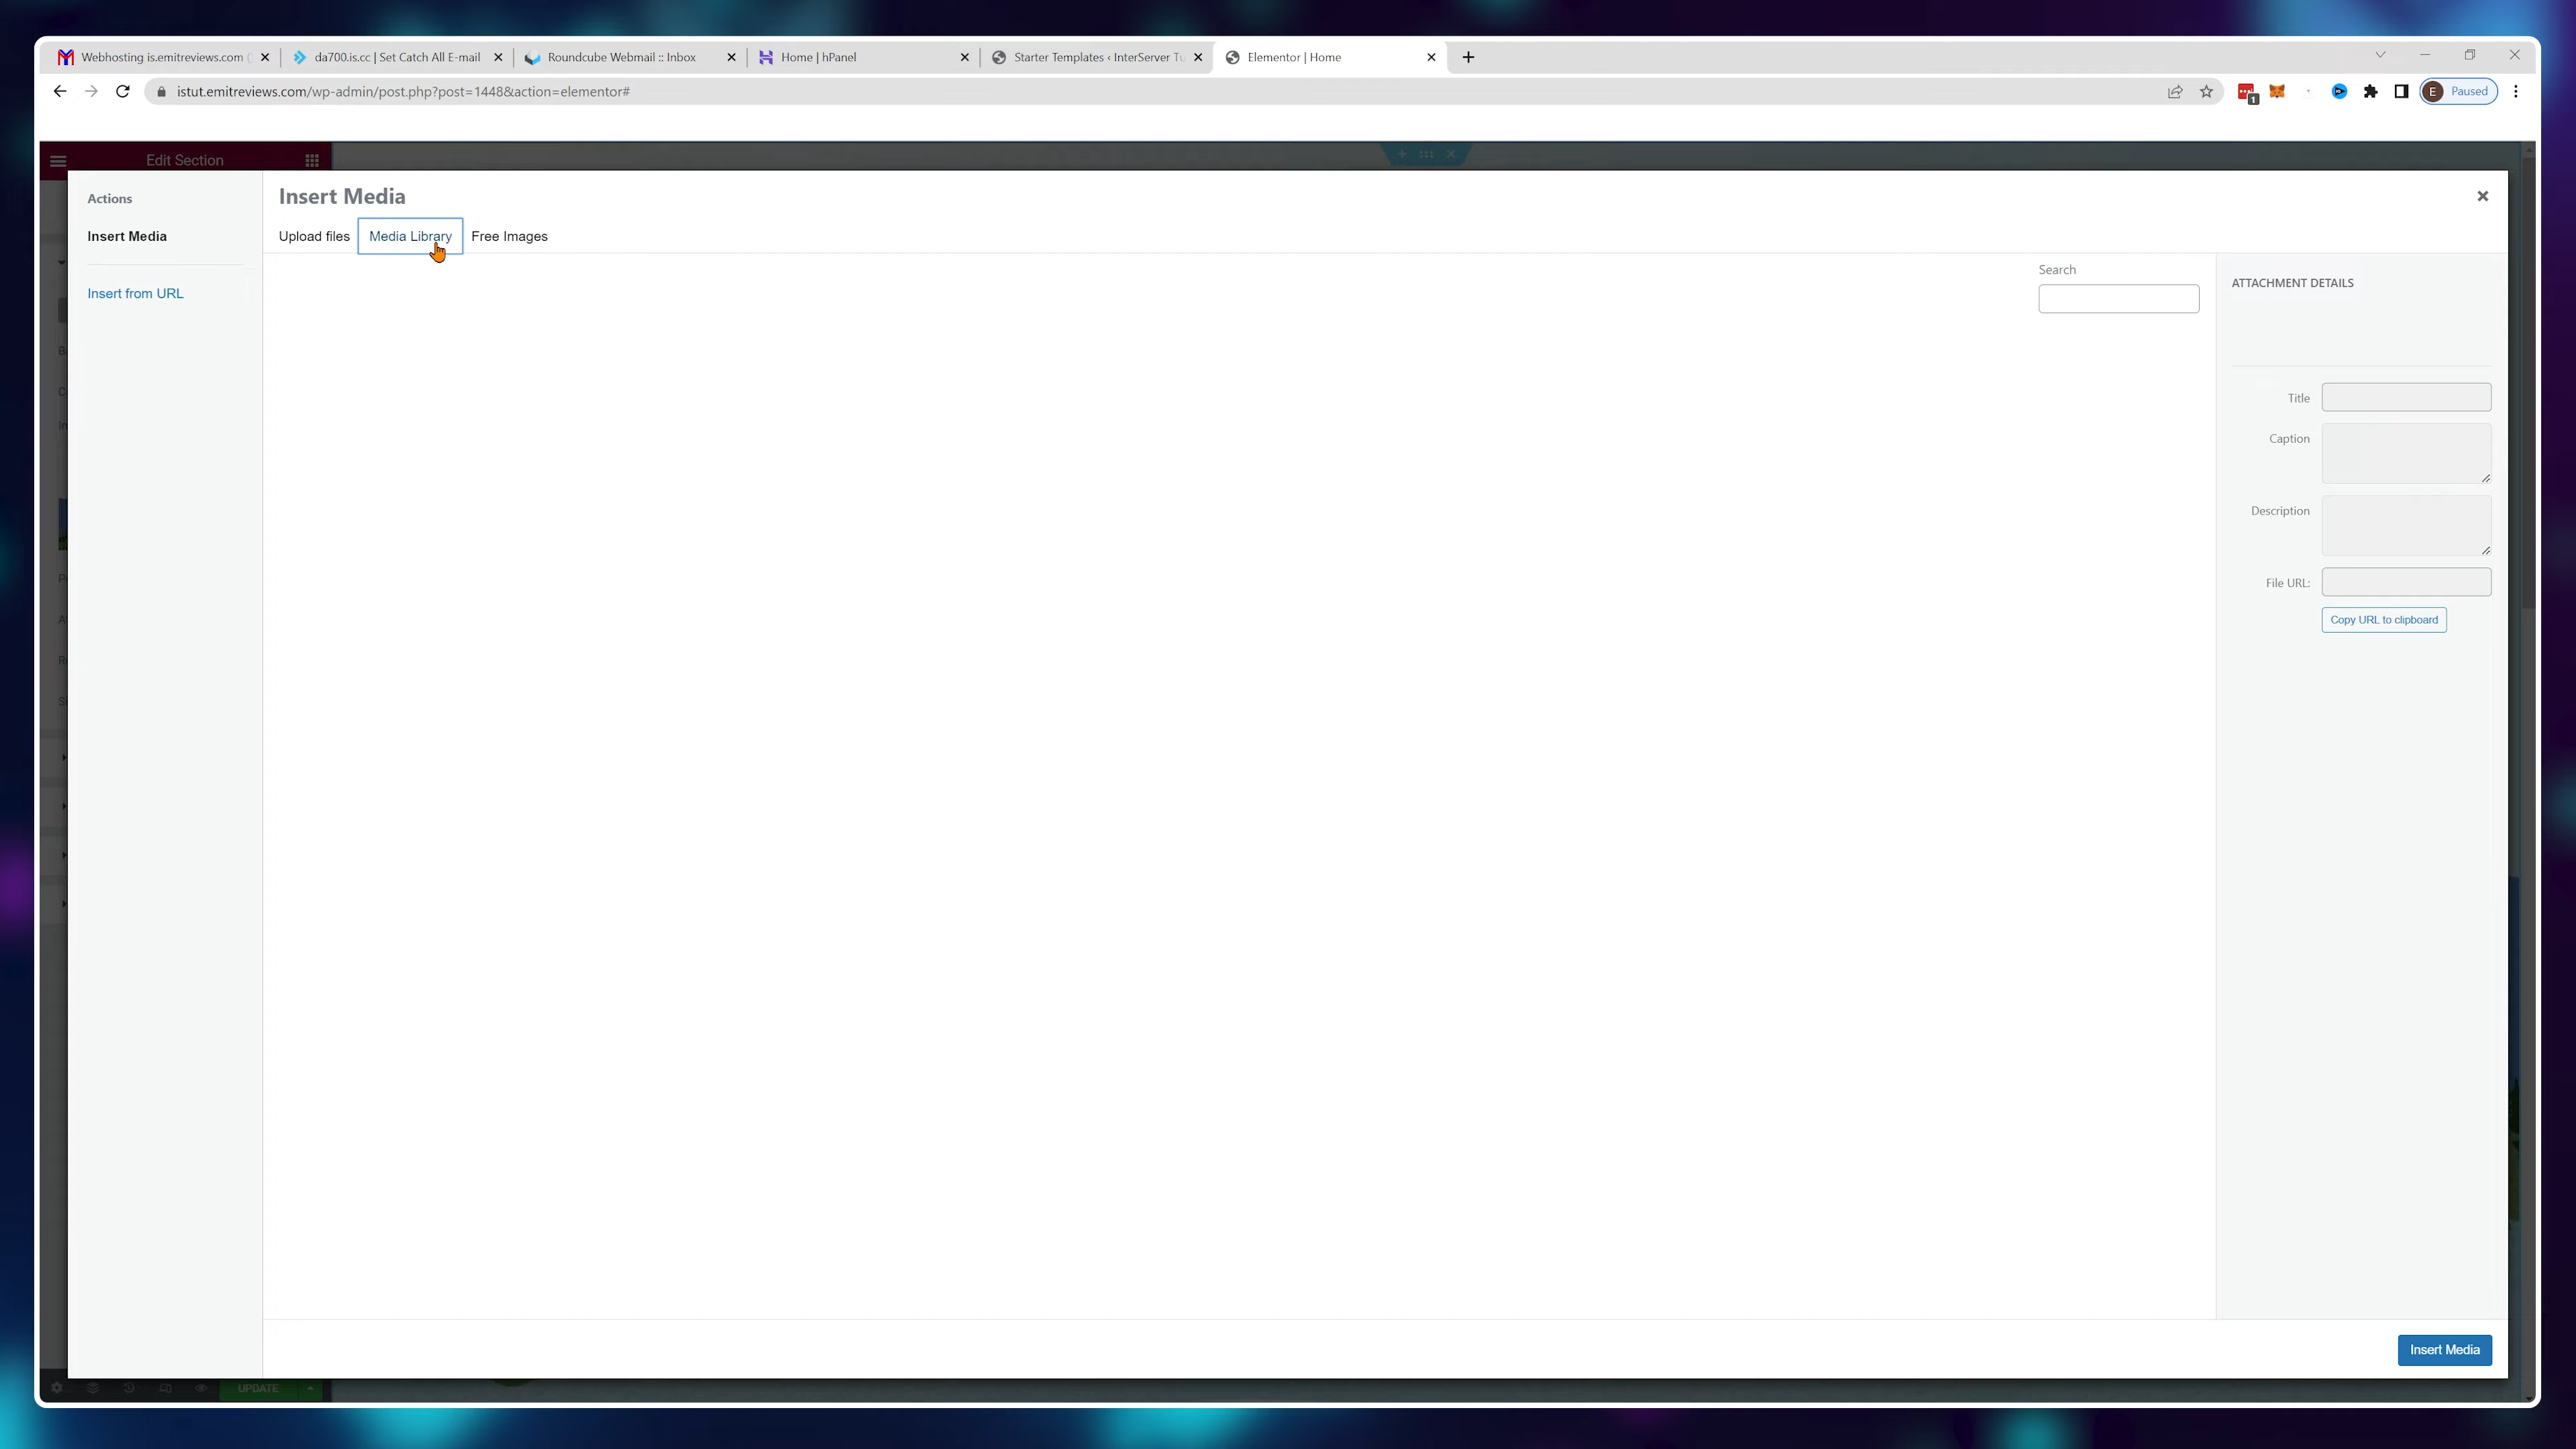 Webhosting is.emitreviews.com (
da700.is.cc | Set Catch All E-mail
Roundcube Webmail :: Inbox
Home | hPanel
Starter Templates ‹ InterServer Tu
Elementor | Home
istut.emitreviews.com/wp-admin/post.php?post=1448&action=elementor#
1
E
Paused
Edit Section
Actions
Insert Media
Insert from URL
Insert Media
Upload files
Media Library
Free Images
Search
ATTACHMENT DETAILS
Title
Caption
Description
File URL:
Copy URL to clipboard
Insert Media
UPDATE